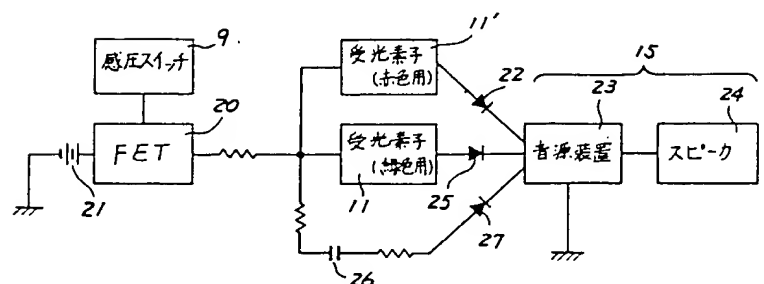 感圧スイッチ
9.
受光素子
(赤色用)
11'
22
15
23
24
20
FET
21
受光素子
(緑色用)
11
25
音源装置
スピーカ
27
26